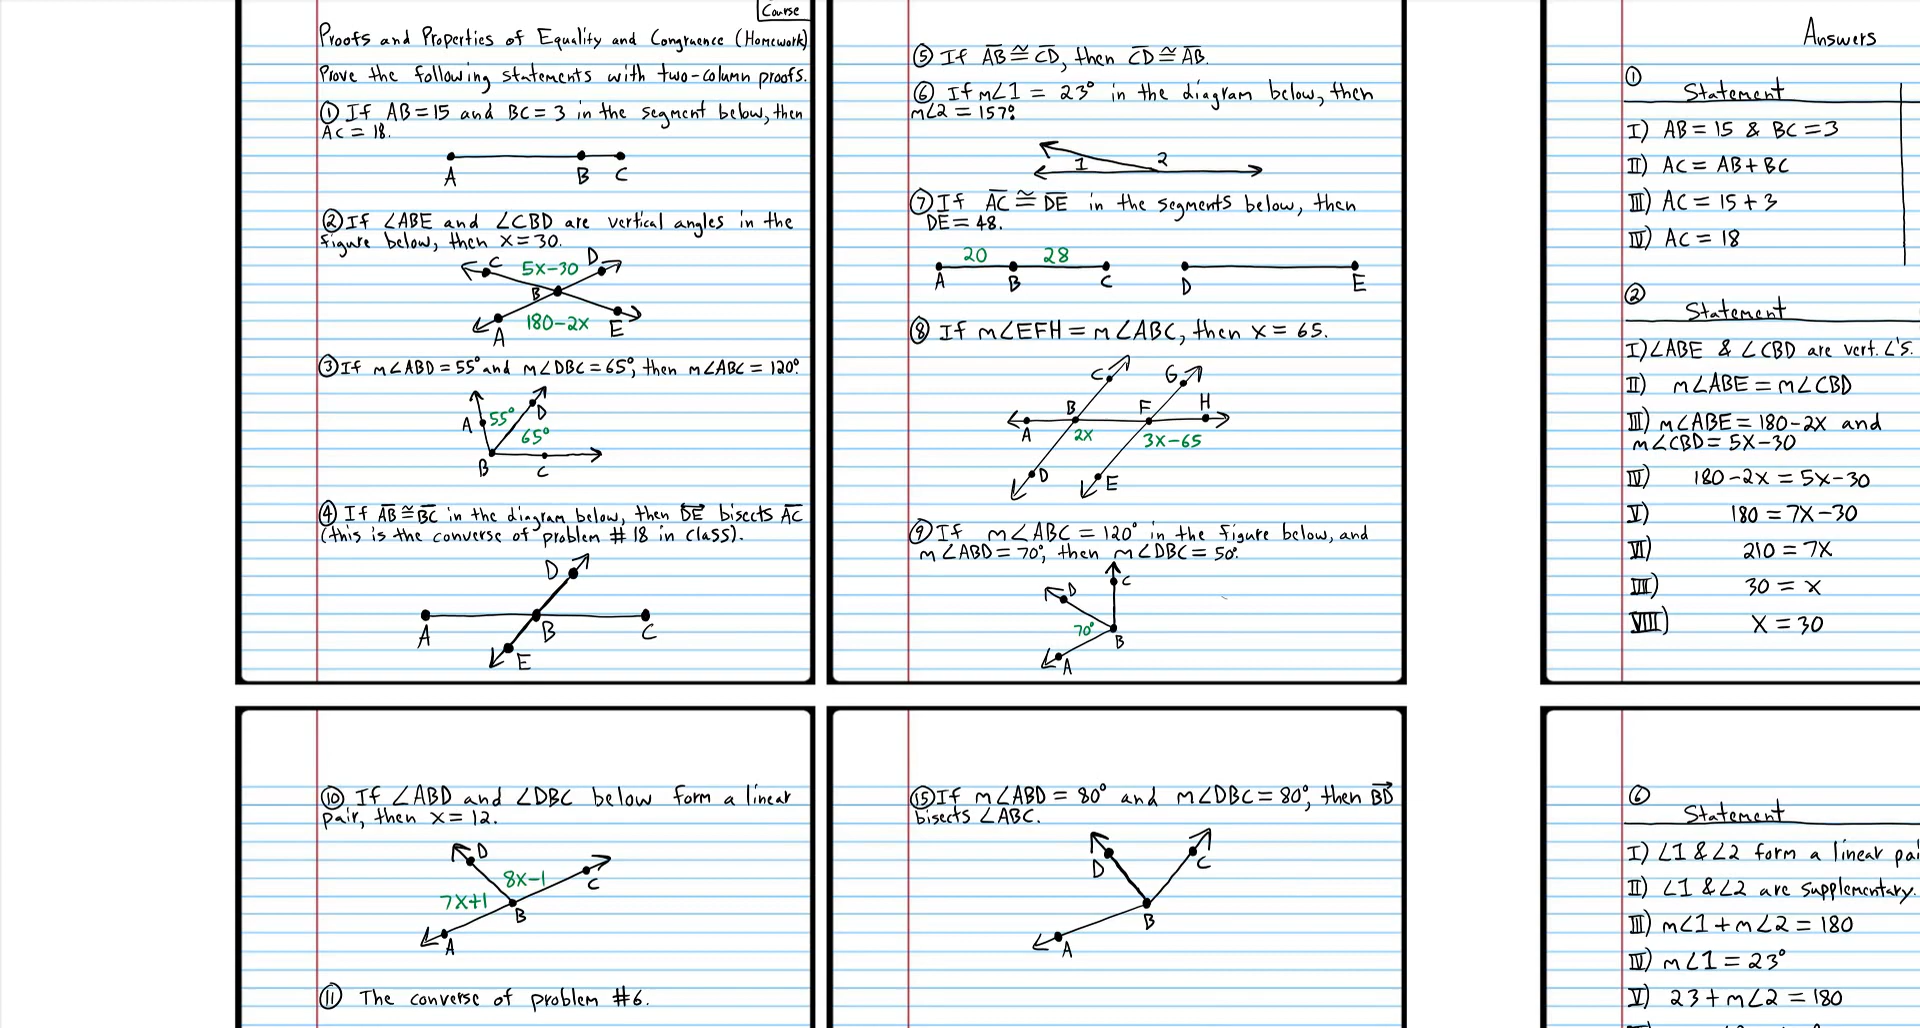 Course
Proofs and Properties of Equality and Congruence (Homework)
Prove the following statements with two-column proofs.
① If AB = 15 and BC = 3 in the segment below, then
AC = 18.
A B C
② If ∠ABE and ∠CBD are vertical angles in the
figure below, then x = 30.
C 5x-30 D
B
A 180-2x E
③ If m∠ABD = 55° and m∠DBC = 65°, then m∠ABC = 120°.
A 55° D
65°
B C
④ If A̅B̅ ≅ B̅C̅ in the diagram below, then DE⃡ bisects A̅C̅
(this is the converse of problem # 18 in class).
D
A B C
E
⑤ If A̅B̅ ≅ C̅D̅, then C̅D̅ ≅ A̅B̅.
⑥ If m∠1 = 23° in the diagram below, then
m∠2 = 157°.
1 2
⑦ If A̅C̅ ≅ D̅E̅ in the segments below, then
DE = 48.
20 28
A B C D E
⑧ If m∠EFH = m∠ABC, then x = 65.
C G
B F H
A 2x 3x-65
D E
⑨ If m∠ABC = 120° in the figure below, and
m∠ABD = 70°, then m∠DBC = 50°.
C
D
70° B
A
Answers
①
Statement
I) AB = 15 & BC = 3
II) AC = AB + BC
III) AC = 15 + 3
IV) AC = 18
②
Statement
I) ∠ABE & ∠CBD are vert. ∠'s.
II) m∠ABE = m∠CBD
III) m∠ABE = 180-2x and
m∠CBD = 5x-30
IV) 180-2x = 5x-30
V) 180 = 7x-30
VI) 210 = 7x
VII) 30 = x
VIII) x = 30
⑩ If ∠ABD and ∠DBC below form a linear
pair, then x = 12.
D
8x-1 C
7x+1 B
A
⑪ The converse of problem #6.
⑮ If m∠ABD = 80° and m∠DBC = 80°, then BD⃗
bisects ∠ABC.
D C
B
A
⑥
Statement
I) ∠1 & ∠2 form a linear pai
II) ∠1 & ∠2 are supplementary.
III) m∠1 + m∠2 = 180
IV) m∠1 = 23°
V) 23 + m∠2 = 180